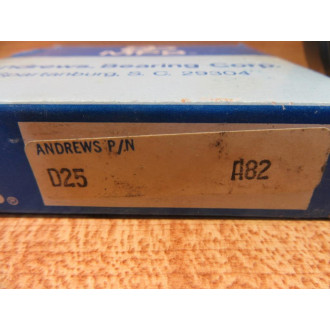 Andrews Bearing Corp.
Spartanburg, S. C. 29304
ANDREWS P/N
D25 A82